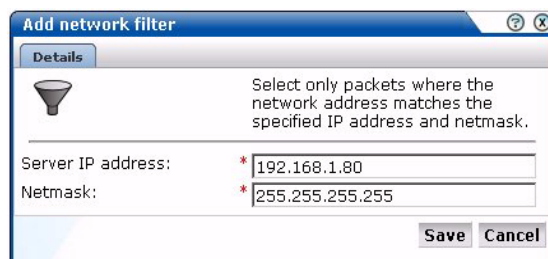 Add network filter
Details
Select only packets where the
network address matches the
specified IP address and netmask.
Server IP address: * 192.168.1.80
Netmask: * 255.255.255.255
Save Cancel